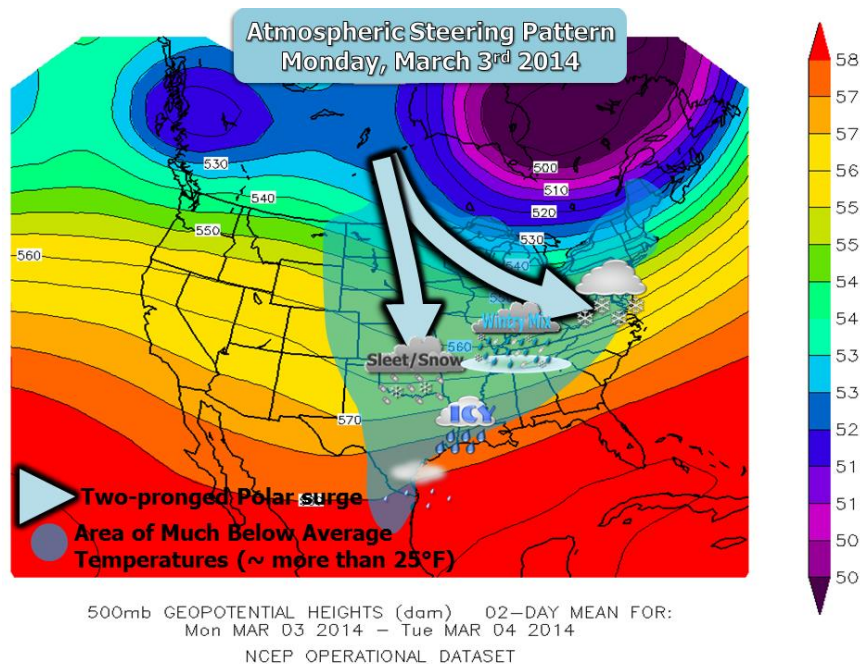 Atmospheric Steering Pattern
Monday, March 3rd 2014
500
510
520
530
530
540
540
550
560
Wintry Mix
560
Sleet/Snow
ICY
570
Two-pronged Polar surge
Area of Much Below Average
Temperatures (~ more than 25°F)
58
57
57
56
56
55
55
54
54
53
53
52
52
51
51
50
50
500mb GEOPOTENTIAL HEIGHTS (dam) 02-DAY MEAN FOR:
Mon MAR 03 2014 – Tue MAR 04 2014
NCEP OPERATIONAL DATASET